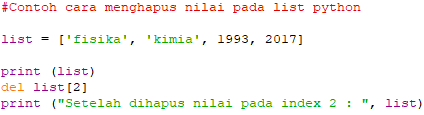 #Contoh cara menghapus nilai pada list python
list = ['fisika', 'kimia', 1993, 2017]
print (list)
del list[2]
print ("Setelah dihapus nilai pada index 2 : ", list)